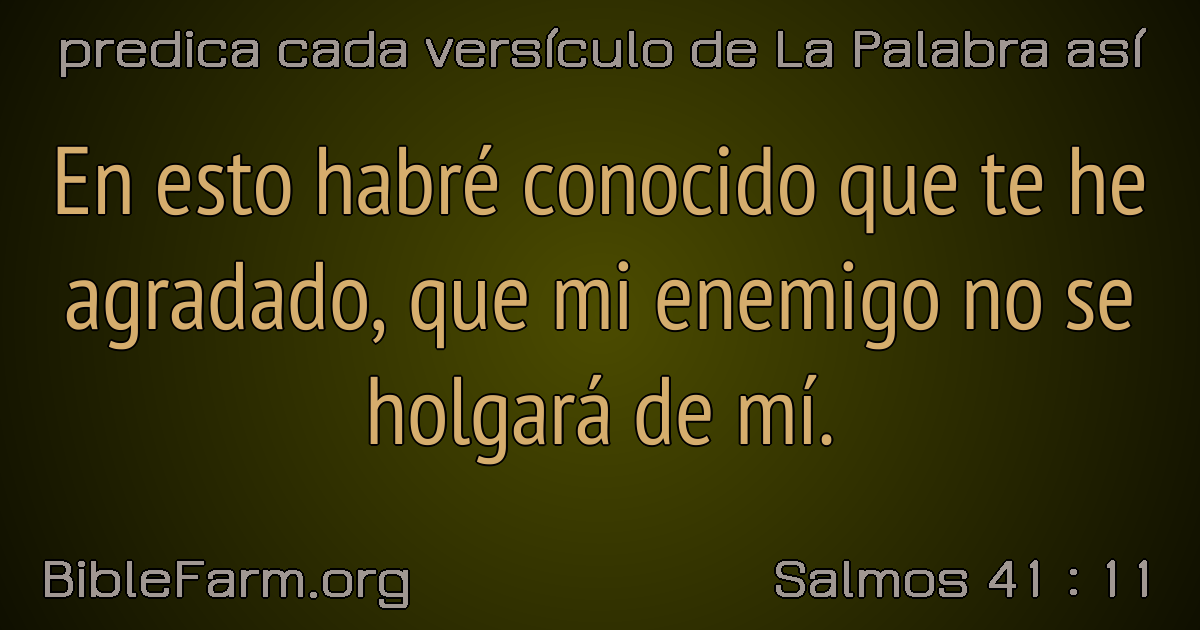 predica cada versículo de La Palabra así
En esto habré conocido que te he
agradado, que mi enemigo no se
holgará de mí.
BibleFarm.org
Salmos 41 : 11